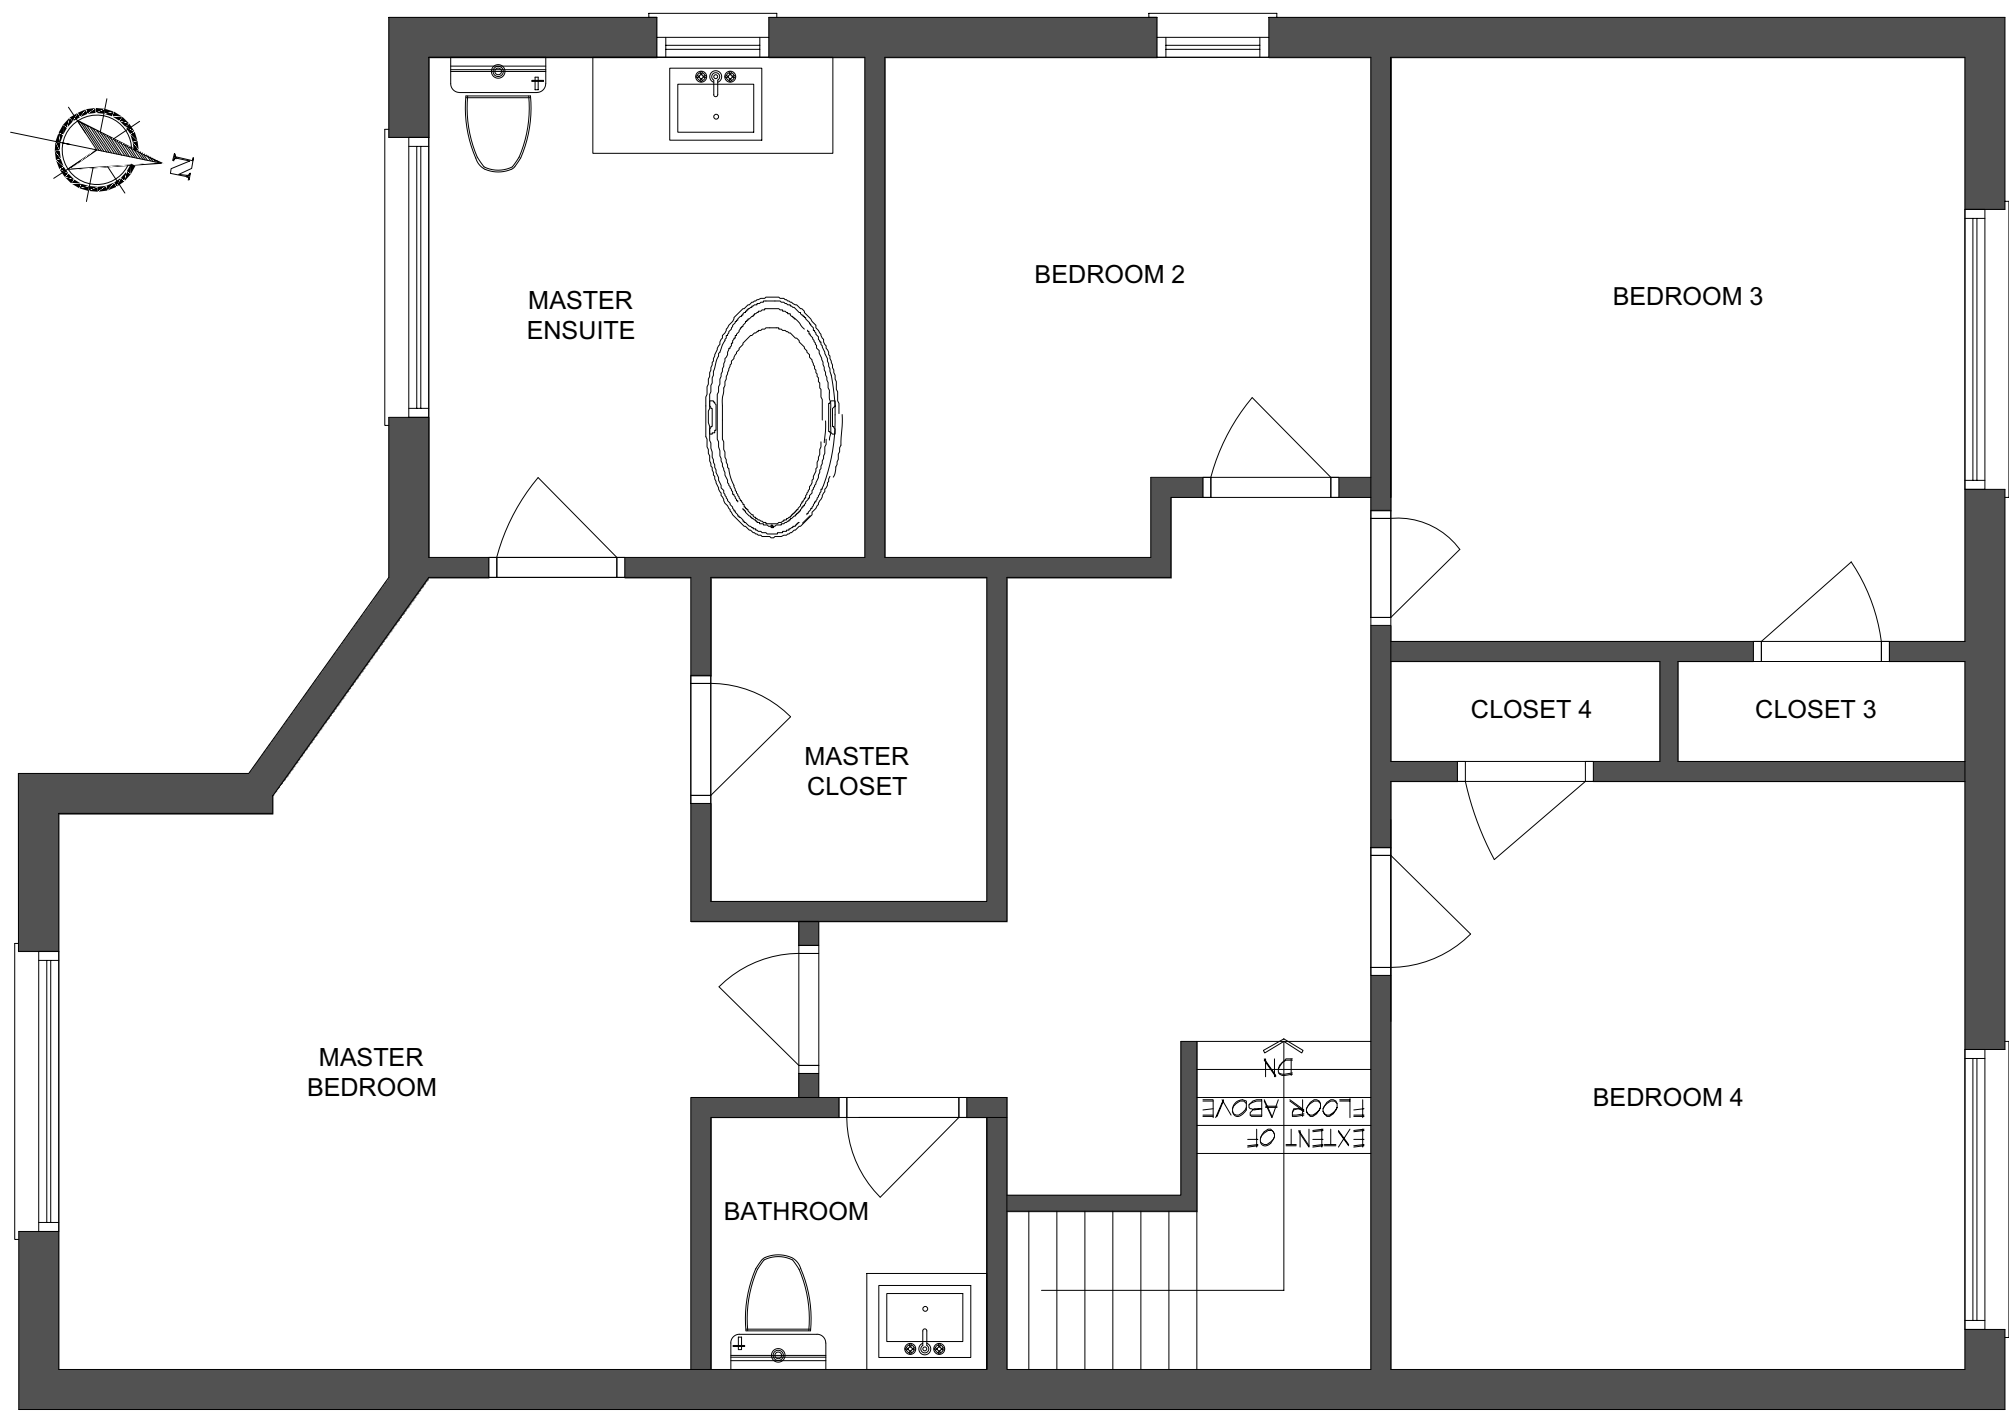 N
BEDROOM 2
BEDROOM 3
MASTER
ENSUITE
CLOSET 4
CLOSET 3
MASTER
CLOSET
MASTER
BEDROOM
DN
EXTENT OF
FLOOR ABOVE
BEDROOM 4
BATHROOM